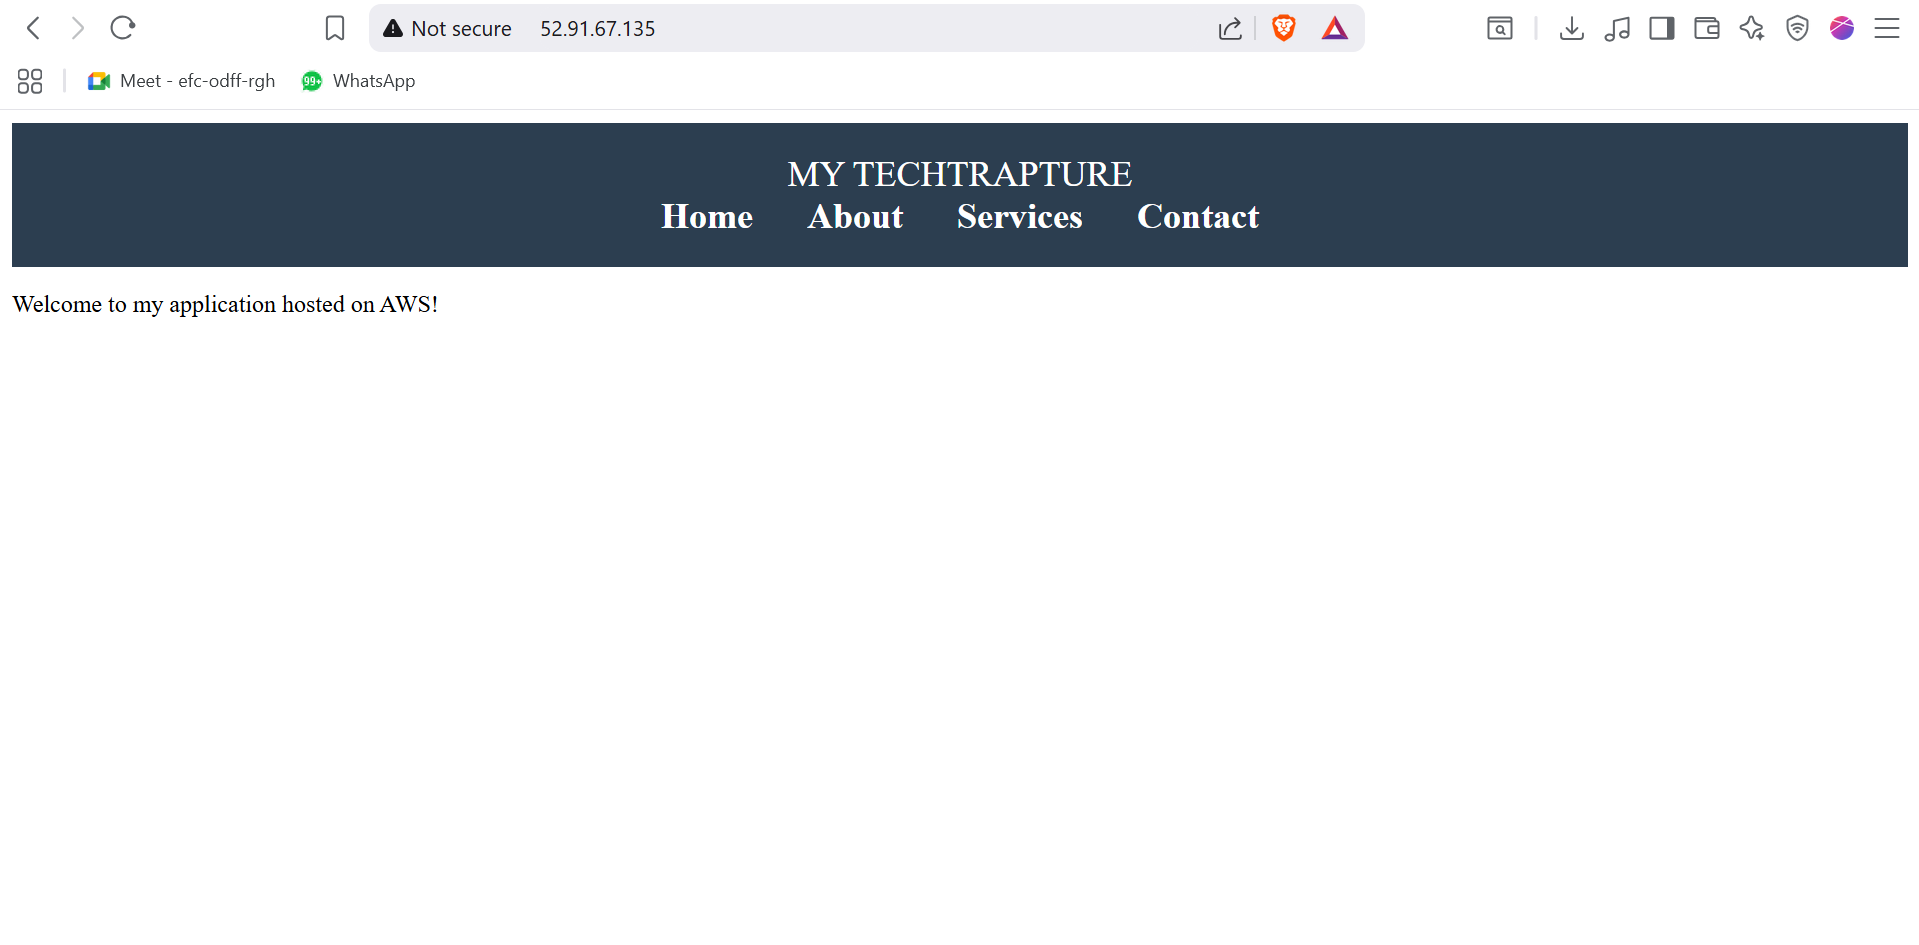 Not secure 52.91.67.135
Meet - efc-odff-rgh 99+ WhatsApp
MY TECHTRAPTURE
Home About Services Contact
Welcome to my application hosted on AWS!